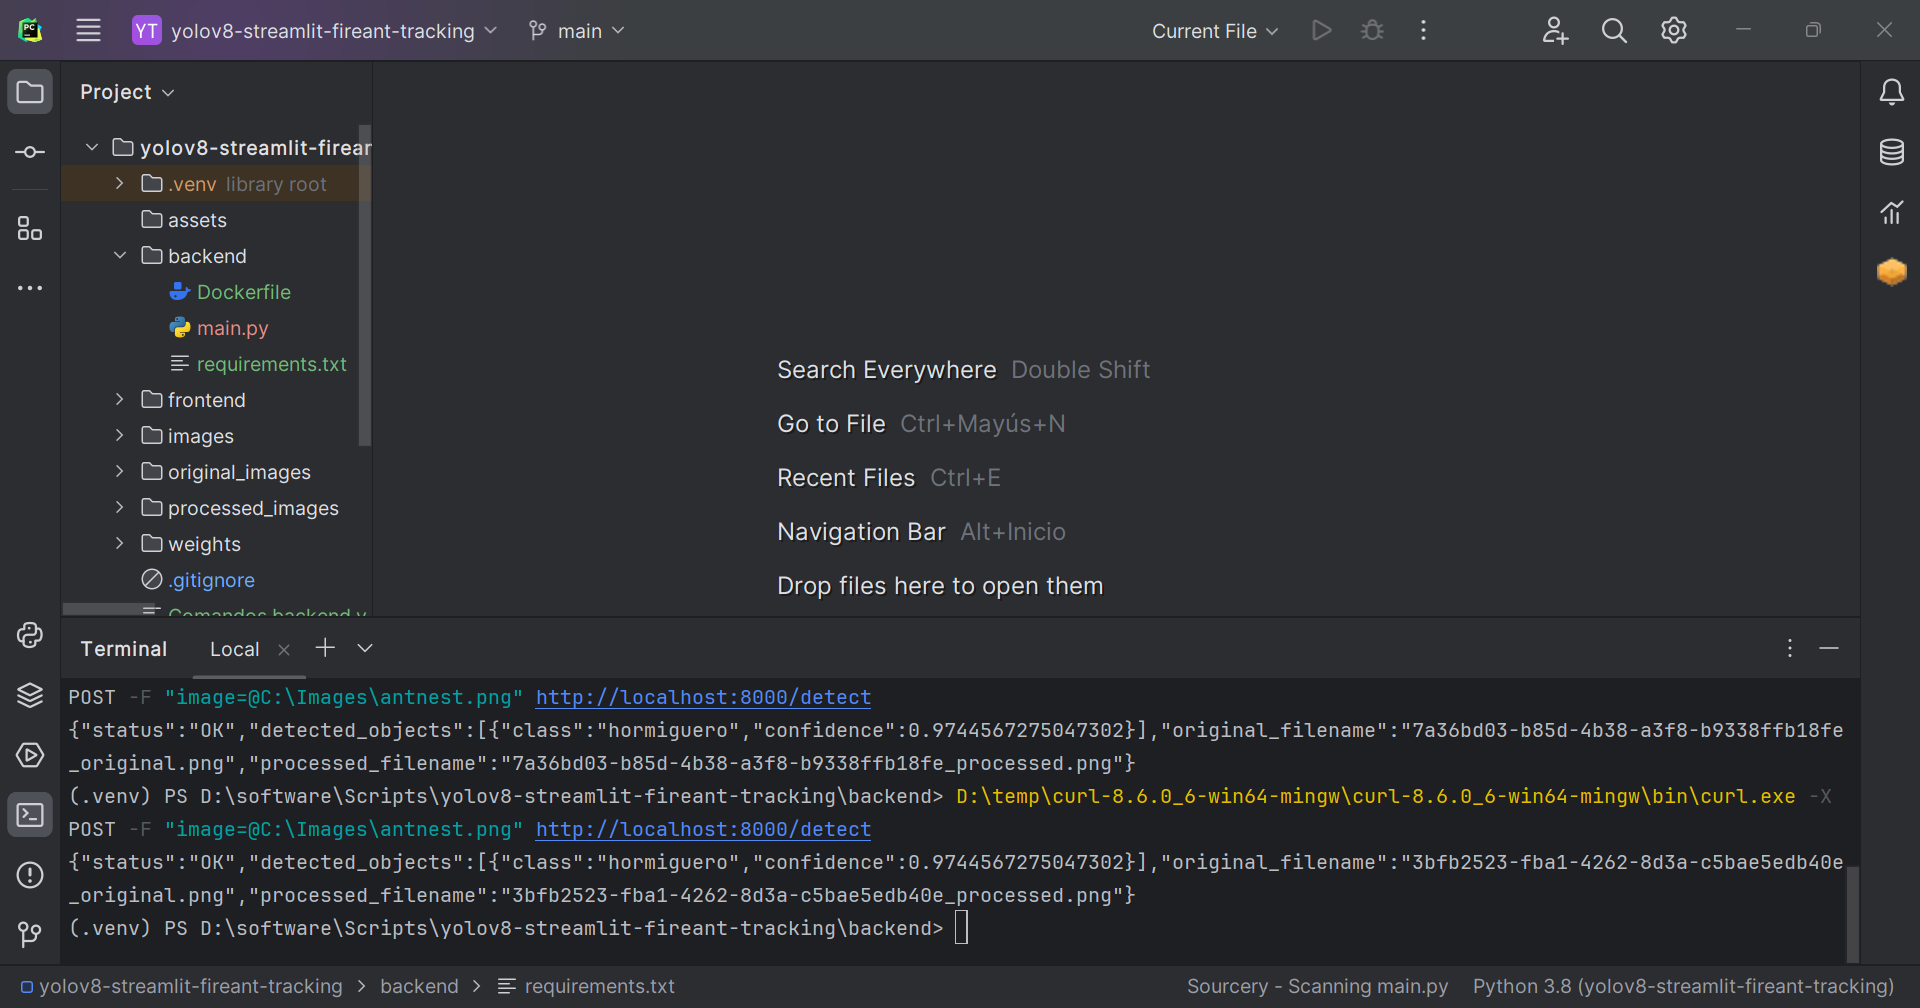 PC
YT yolov8-streamlit-fireant-tracking main Current File
Project
yolov8-streamlit-firear
.venv library root
assets
backend
Dockerfile
main.py
requirements.txt
frontend
images
original_images
processed_images
weights
.gitignore
Comandos backend y
Search Everywhere Double Shift
Go to File Ctrl+Mayús+N
Recent Files Ctrl+E
Navigation Bar Alt+Inicio
Drop files here to open them
Terminal Local
POST -F "image=@C:\Images\antnest.png" http://localhost:8000/detect
{"status":"OK","detected_objects":[{"class":"hormiguero","confidence":0.9744567275047302}],"original_filename":"7a36bd03-b85d-4b38-a3f8-b9338ffb18fe
_original.png","processed_filename":"7a36bd03-b85d-4b38-a3f8-b9338ffb18fe_processed.png"}
(.venv) PS D:\software\Scripts\yolov8-streamlit-fireant-tracking\backend> D:\temp\curl-8.6.0_6-win64-mingw\curl-8.6.0_6-win64-mingw\bin\curl.exe -X
POST -F "image=@C:\Images\antnest.png" http://localhost:8000/detect
{"status":"OK","detected_objects":[{"class":"hormiguero","confidence":0.9744567275047302}],"original_filename":"3bfb2523-fba1-4262-8d3a-c5bae5edb40e
_original.png","processed_filename":"3bfb2523-fba1-4262-8d3a-c5bae5edb40e_processed.png"}
(.venv) PS D:\software\Scripts\yolov8-streamlit-fireant-tracking\backend>
yolov8-streamlit-fireant-tracking > backend > requirements.txt Sourcery - Scanning main.py Python 3.8 (yolov8-streamlit-fireant-tracking)